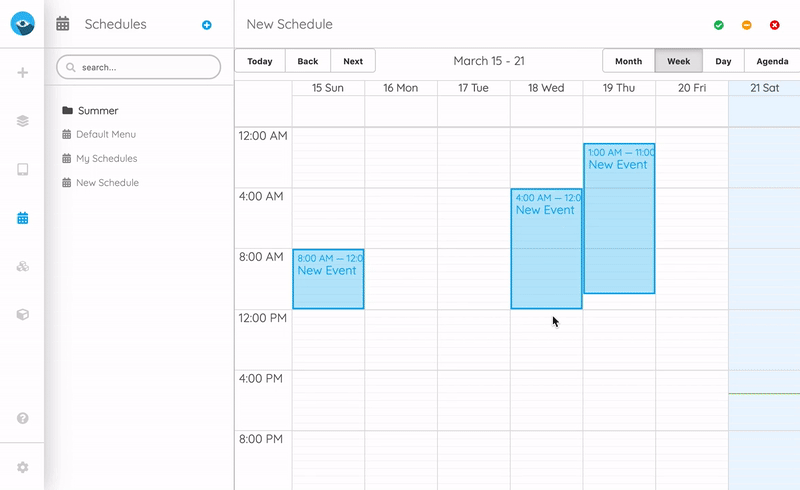 Schedules
New Schedule
Today Back Next March 15 - 21 Month Week Day Agenda
search...
15 Sun 16 Mon 17 Tue 18 Wed 19 Thu 20 Fri 21 Sat
Summer
Default Menu
My Schedules
New Schedule
12:00 AM
1:00 AM — 11:00
New Event
4:00 AM
4:00 AM — 12:0
New Event
8:00 AM
8:00 AM — 12:0
New Event
12:00 PM
4:00 PM
8:00 PM